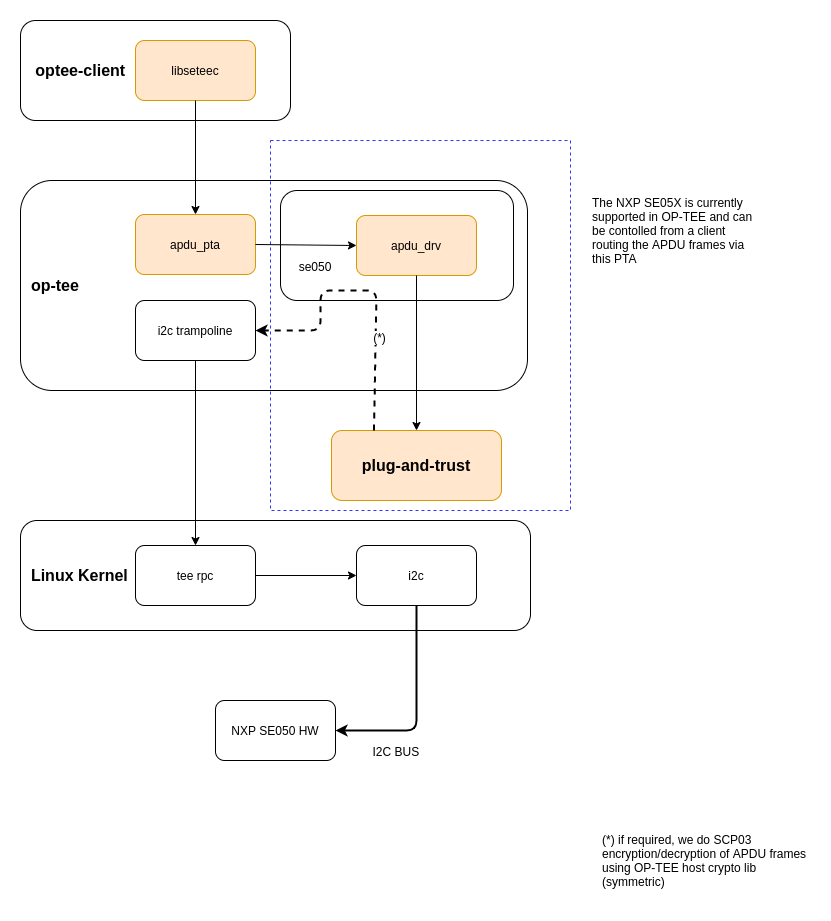 optee-client
libseteec
The NXP SE05X is currently
supported in OP-TEE and can
be contolled from a client
routing the APDU frames via
this PTA
apdu_pta
apdu_drv
se050
op-tee
i2c trampoline
(*)
plug-and-trust
Linux Kernel
tee rpc
i2c
NXP SE050 HW
I2C BUS
(*) if required, we do SCP03
encryption/decryption of APDU frames
using OP-TEE host crypto lib
(symmetric)